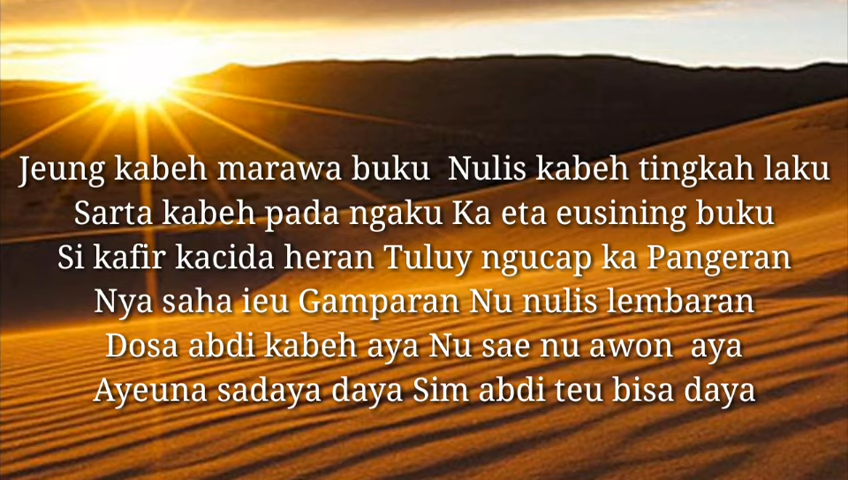 Jeung kabeh marawa buku  Nulis kabeh tingkah laku
Sarta kabeh pada ngaku Ka eta eusining buku
Si kafir kacida heran Tuluy ngucap ka Pangeran
Nya saha ieu Gamparan Nu nulis lembaran
Dosa abdi kabeh aya Nu sae nu awon  aya
Ayeuna sadaya daya Sim abdi teu bisa daya